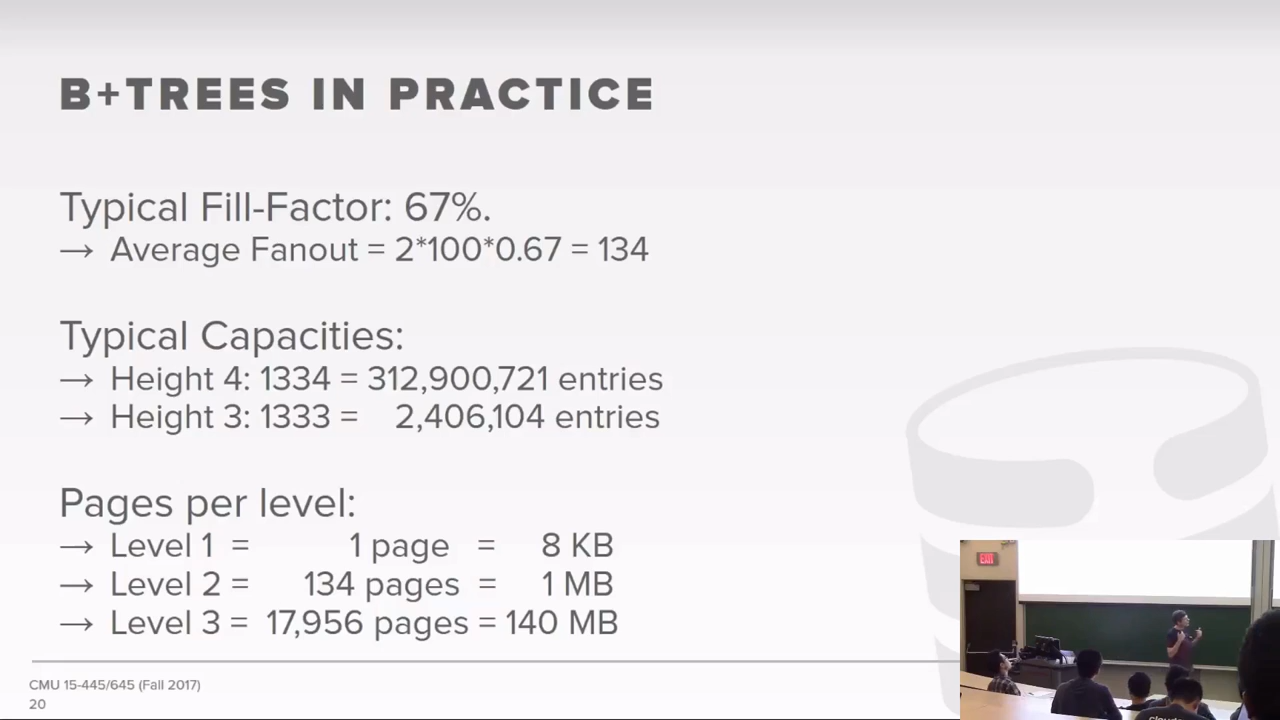 B+TREES IN PRACTICE
Typical Fill-Factor: 67%.
→ Average Fanout = 2*100*0.67 = 134
Typical Capacities:
→ Height 4: 1334 = 312,900,721 entries
→ Height 3: 1333 = 2,406,104 entries
Pages per level:
→ Level 1 = 1 page = 8 KB
→ Level 2 = 134 pages = 1 MB
→ Level 3 = 17,956 pages = 140 MB
CMU 15-445/645 (Fall 2017)
20
EXIT